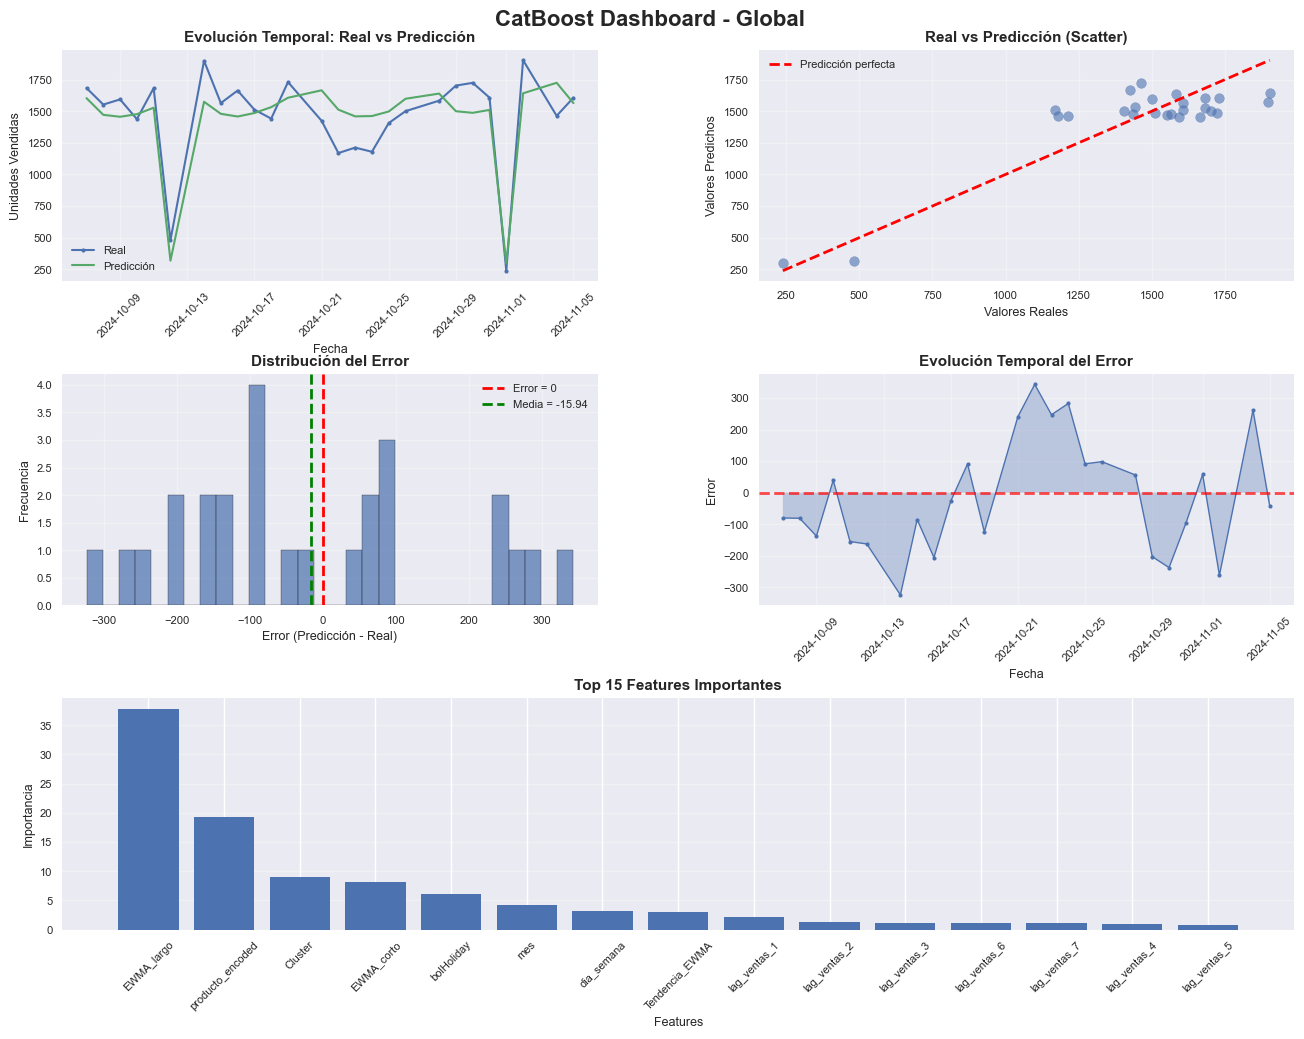 CatBoost Dashboard - Global
Evolución Temporal: Real vs Predicción
Unidades Vendidas
1750
1500
1250
1000
750
500
250
Real
Predicción
2024-10-09
2024-10-13
2024-10-17
2024-10-21
2024-10-25
2024-10-29
2024-11-01
2024-11-05
Fecha
Real vs Predicción (Scatter)
Valores Predichos
1750
1500
1250
1000
750
500
250
Predicción perfecta
250
500
750
1000
1250
1500
1750
Valores Reales
Distribución del Error
Frecuencia
4.0
3.5
3.0
2.5
2.0
1.5
1.0
0.5
0.0
Error = 0
Media = -15.94
−300
−200
−100
0
100
200
300
Error (Predicción - Real)
Evolución Temporal del Error
Error
300
200
100
0
−100
−200
−300
2024-10-09
2024-10-13
2024-10-17
2024-10-21
2024-10-25
2024-10-29
2024-11-01
2024-11-05
Fecha
Top 15 Features Importantes
Importancia
35
30
25
20
15
10
5
0
EWMA_largo
producto_encoded
Cluster
EWMA_corto
bolHoliday
mes
dia_semana
Tendencia_EWMA
lag_ventas_1
lag_ventas_2
lag_ventas_3
lag_ventas_6
lag_ventas_7
lag_ventas_4
lag_ventas_5
Features